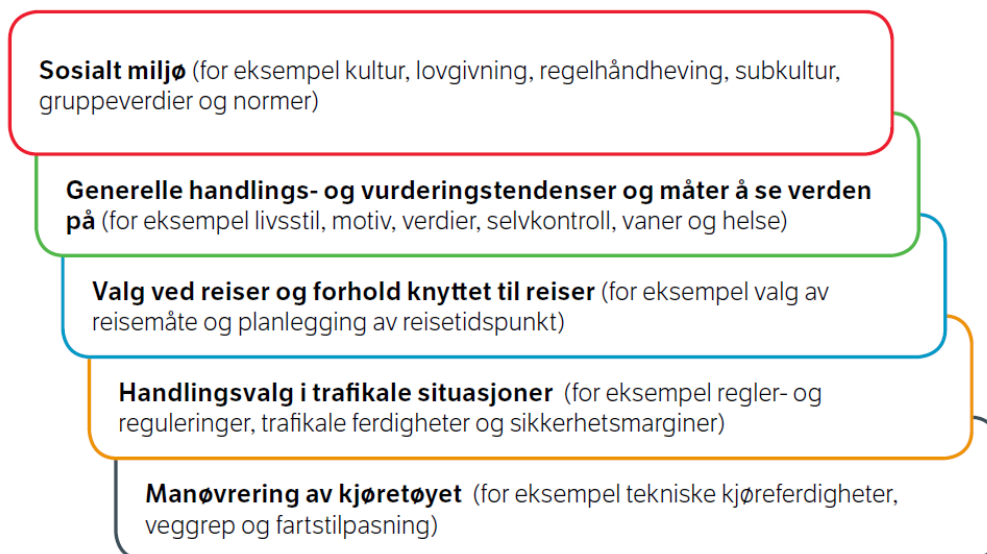 Sosialt miljø (for eksempel kultur, lovgivning, regelhåndheving, subkultur,
gruppeverdier og normer)
Generelle handlings- og vurderingstendenser og måter å se verden
på (for eksempel livsstil, motiv, verdier, selvkontroll, vaner og helse)
Valg ved reiser og forhold knyttet til reiser (for eksempel valg av
reisemåte og planlegging av reisetidspunkt)
Handlingsvalg i trafikale situasjoner (for eksempel regler- og
reguleringer, trafikale ferdigheter og sikkerhetsmarginer)
Manøvrering av kjøretøyet (for eksempel tekniske kjøreferdigheter,
veggrep og fartstilpasning)